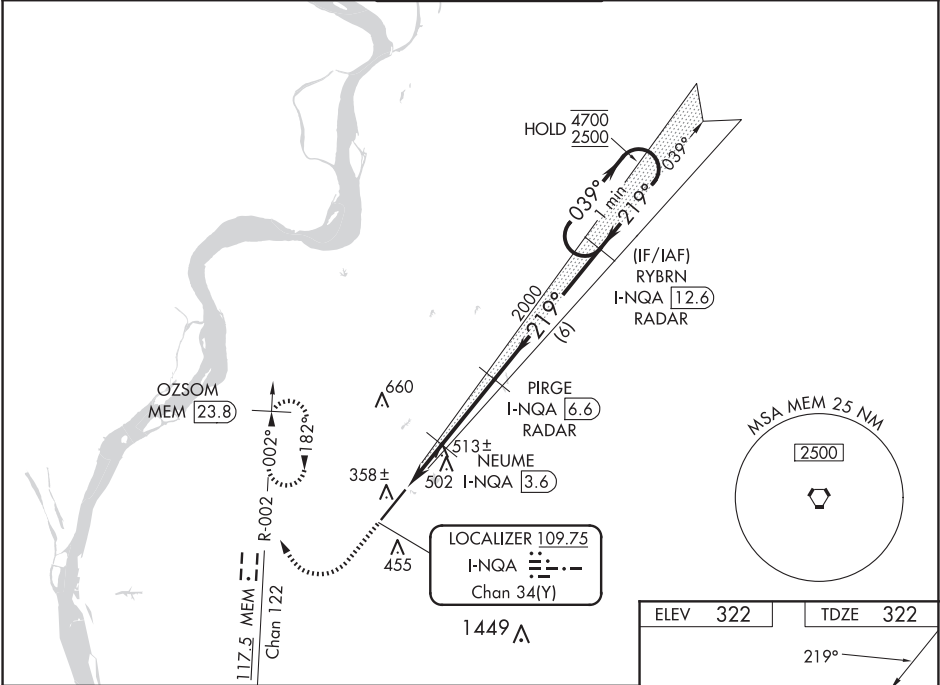 HOLD 4700
2500
039°
1 min
219°
039°
(IF/IAF)
RYBRN
I-NQA 12.6
RADAR
2000
219°
(6)
OZSOM
MEM 23.8
660
PIRGE
I-NQA 6.6
RADAR
MSA MEM 25 NM
2500
002°
182°
513±
NEUME
502 I-NQA 3.6
358±
R-002
LOCALIZER 109.75
I-NQA
Chan 34(Y)
455
117.5 MEM
Chan 122
1449
ELEV 322
TDZE 322
219°